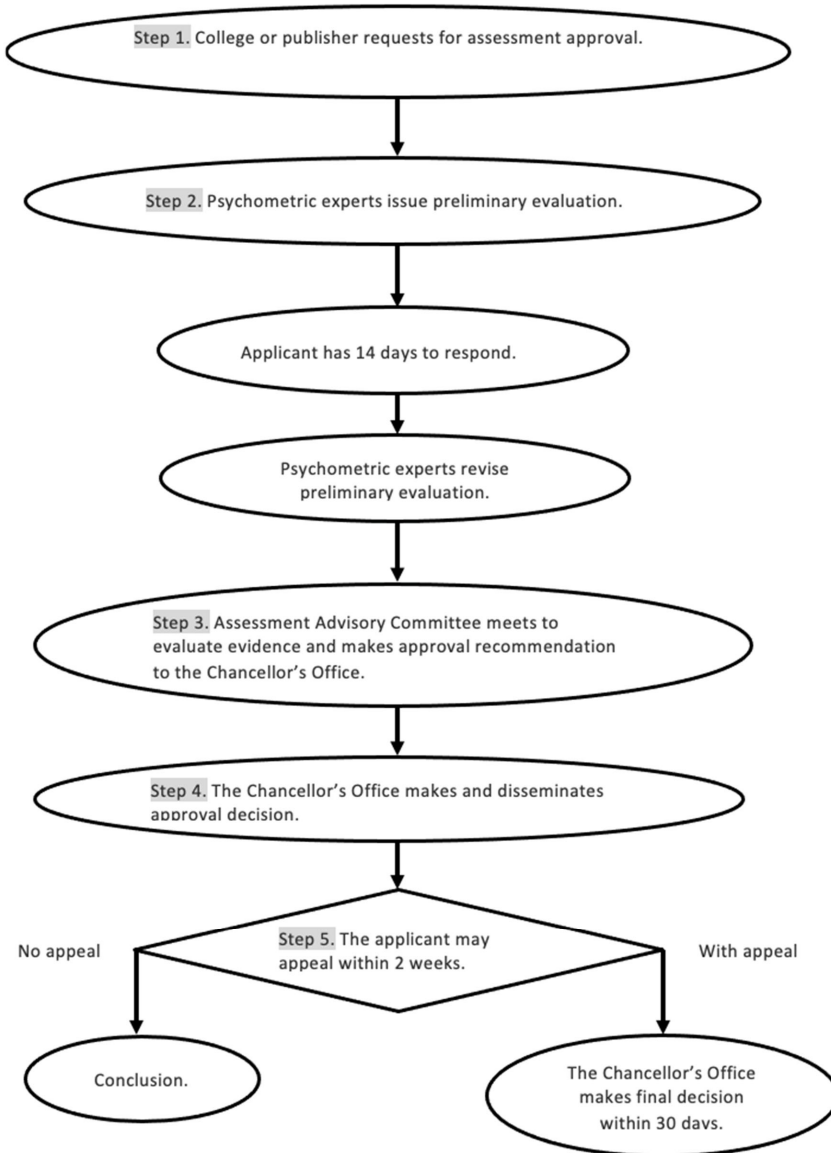 Step 1. College or publisher requests for assessment approval.
Step 2. Psychometric experts issue preliminary evaluation.
Applicant has 14 days to respond.
Psychometric experts revise
preliminary evaluation.
Step 3. Assessment Advisory Committee meets to
evaluate evidence and makes approval recommendation
to the Chancellor’s Office.
Step 4. The Chancellor’s Office makes and disseminates
approval decision.
Step 5. The applicant may
appeal within 2 weeks.
No appeal
With appeal
Conclusion.
The Chancellor’s Office
makes final decision
within 30 days.